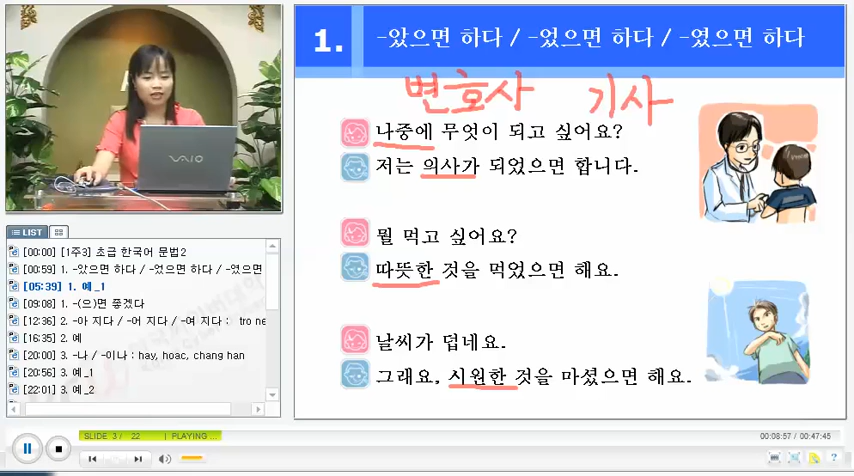 1. -았으면 하다 / -었으면 하다 / -였으면 하다
변호사 기사
나중에 무엇이 되고 싶어요?
저는 의사가 되었으면 합니다.
뭘 먹고 싶어요?
따뜻한 것을 먹었으면 해요.
날씨가 덥네요.
그래요, 시원한 것을 마셨으면 해요.
VAIO
LIST
[00:00] [1주3] 초급 한국어 문법2
[00:59] 1. -았으면 하다 / -었으면 하다 / -였으면
[05:39] 1. 예_1
[09:08] 1. -(으)면 좋겠다
[12:36] 2. -아 지다 / -어 지다 / -여 지다 : tro ne
[16:35] 2. 예
[20:00] 3. -나 / -이나 : hay, hoac, chang han
[20:56] 3. 예_1
[22:01] 3. 예_2
SLIDE 3 / 22 | PLAYING ...
00:08:57 / 00:47:45